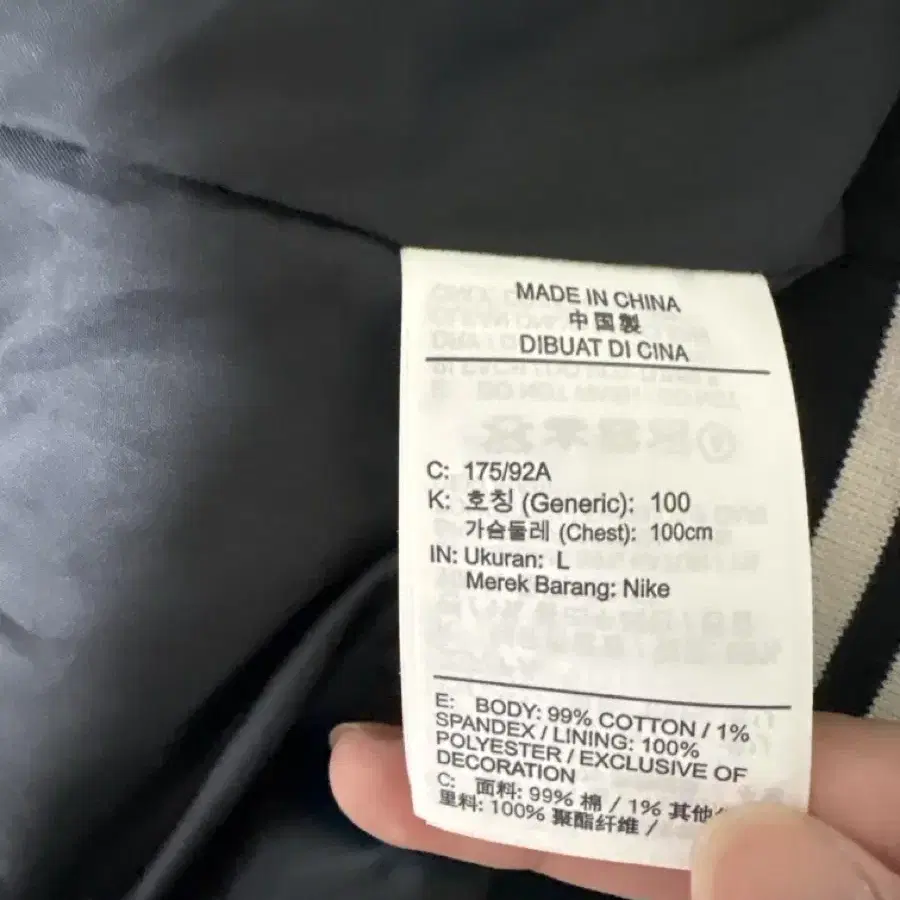 MADE IN CHINA
中国製
DIBUAT DI CINA
C: 175/92A
K: 호칭 (Generic): 100
가슴둘레 (Chest): 100cm
IN: Ukuran: L
Merek Barang: Nike
E: BODY: 99% COTTON / 1%
SPANDEX / LINING: 100%
POLYESTER / EXCLUSIVE OF
DECORATION
C: 面料: 99% 棉 / 1% 其他
里料: 100% 聚酯纤维 /